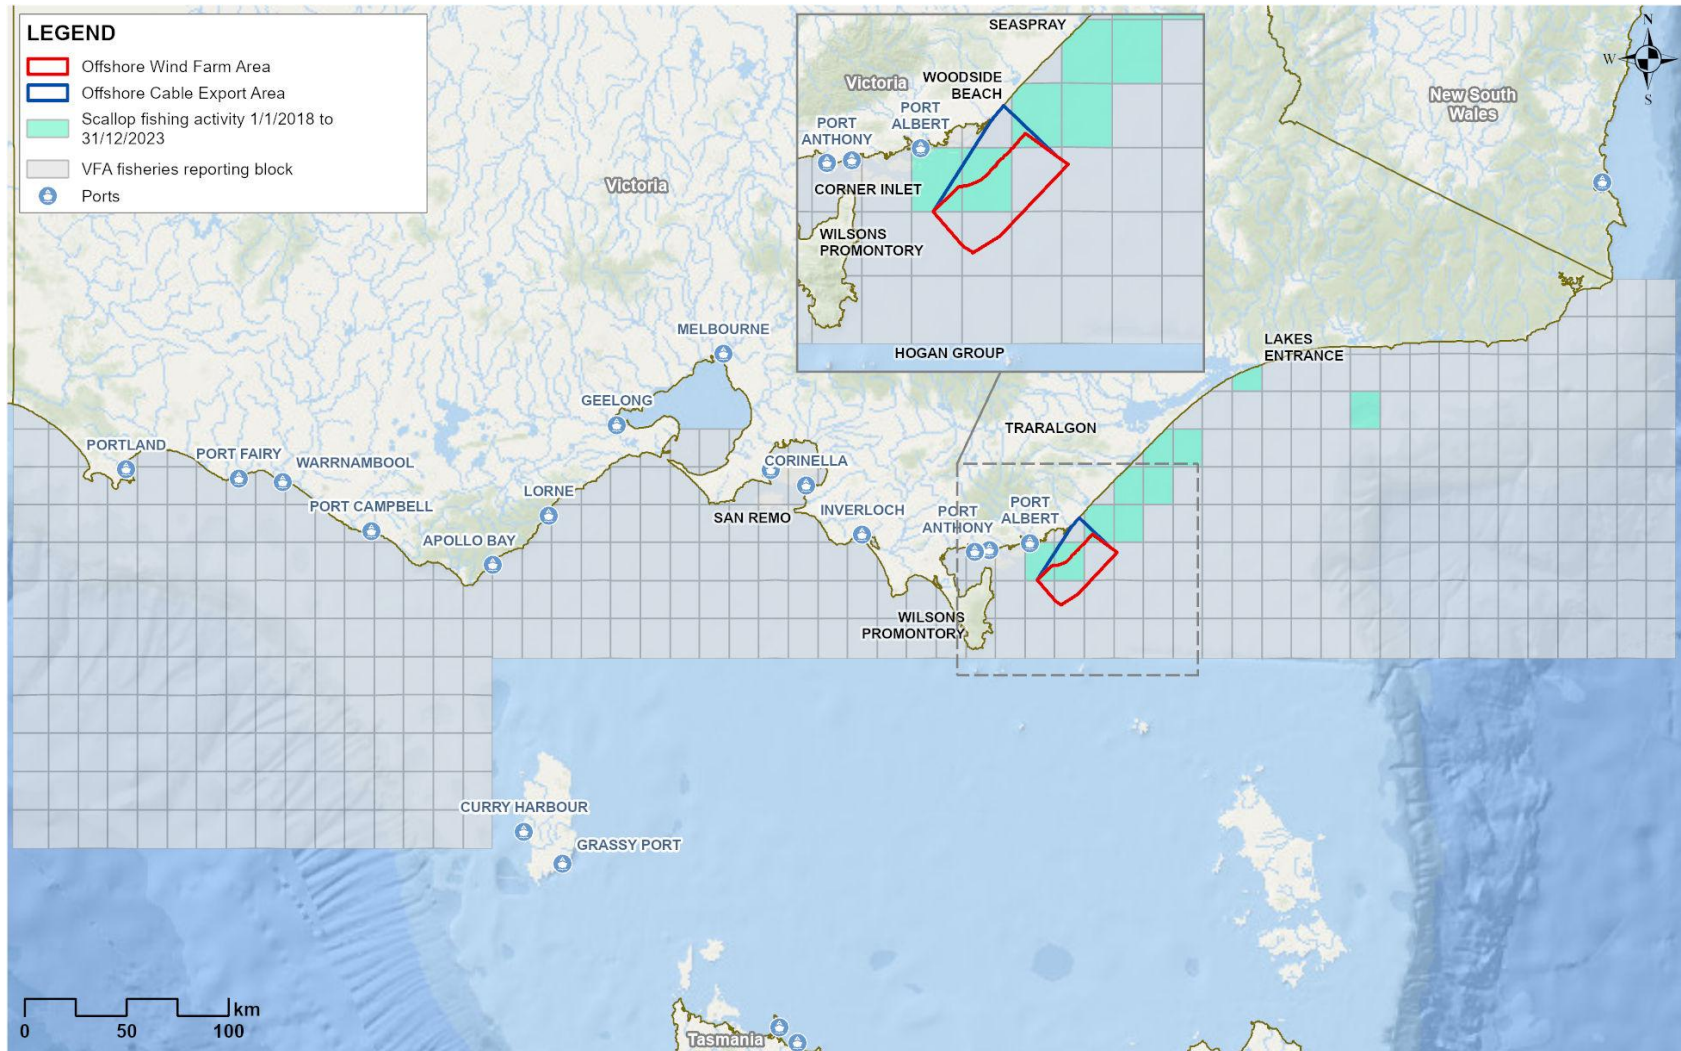 LEGEND
Offshore Wind Farm Area
Offshore Cable Export Area
Scallop fishing activity 1/1/2018 to
31/12/2023
VFA fisheries reporting block
Ports
SEASPRAY
Victoria
WOODSIDE
BEACH
PORT
ALBERT
PORT
ANTHONY
CORNER INLET
WILSONS
PROMONTORY
HOGAN GROUP
N
W
S
New South
Wales
Victoria
MELBOURNE
GEELONG
LAKES
ENTRANCE
TRARALGON
PORTLAND
PORT FAIRY
WARRNAMBOOL
PORT CAMPBELL
LORNE
APOLLO BAY
CORINELLA
SAN REMO
INVERLOCH
PORT
ANTHONY
PORT
ALBERT
WILSONS
PROMONTORY
CURRY HARBOUR
GRASSY PORT
Tasmania
km
0 50 100